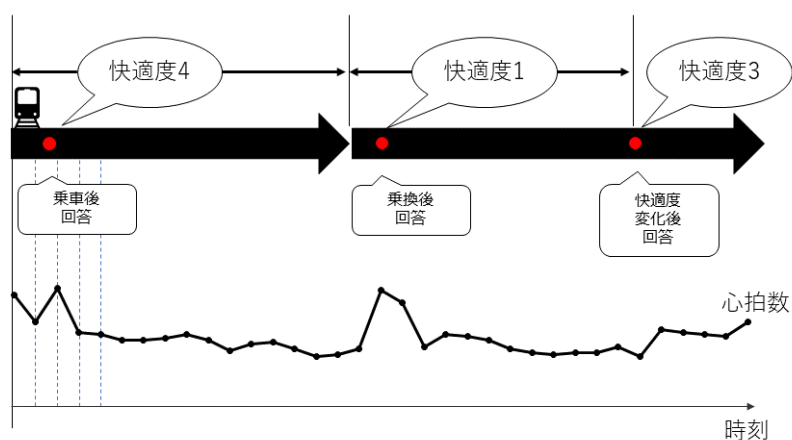 快適度4
快適度1
快適度3
乗車後
回答
乗換後
回答
快適度
変化後
回答
心拍数
時刻